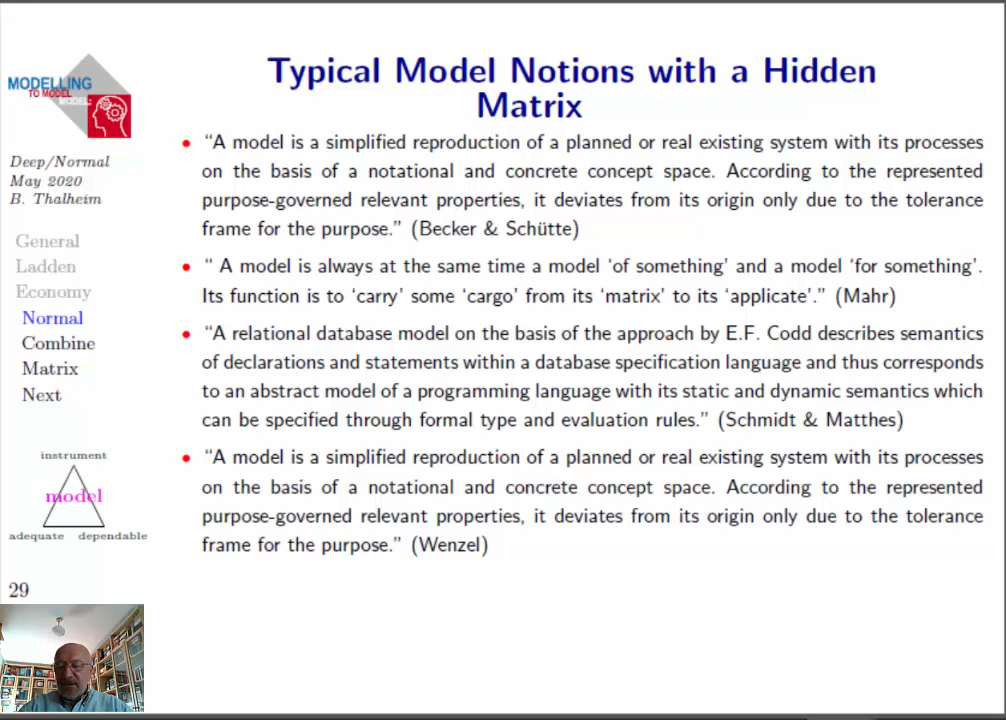 Typical Model Notions with a Hidden
Matrix
MODELLING
TO MODEL
MODEL:
Deep/Normal
May 2020
B. Thalheim
General
Ladden
Economy
Normal
Combine
Matrix
Next
instrument
model
adequate dependable
29
• “A model is a simplified reproduction of a planned or real existing system with its processes
on the basis of a notational and concrete concept space. According to the represented
purpose-governed relevant properties, it deviates from its origin only due to the tolerance
frame for the purpose.” (Becker & Schütte)
• “ A model is always at the same time a model ‘of something’ and a model ‘for something’.
Its function is to ‘carry’ some ‘cargo’ from its ‘matrix’ to its ‘applicate’.” (Mahr)
• “A relational database model on the basis of the approach by E.F. Codd describes semantics
of declarations and statements within a database specification language and thus corresponds
to an abstract model of a programming language with its static and dynamic semantics which
can be specified through formal type and evaluation rules.” (Schmidt & Matthes)
• “A model is a simplified reproduction of a planned or real existing system with its processes
on the basis of a notational and concrete concept space. According to the represented
purpose-governed relevant properties, it deviates from its origin only due to the tolerance
frame for the purpose.” (Wenzel)